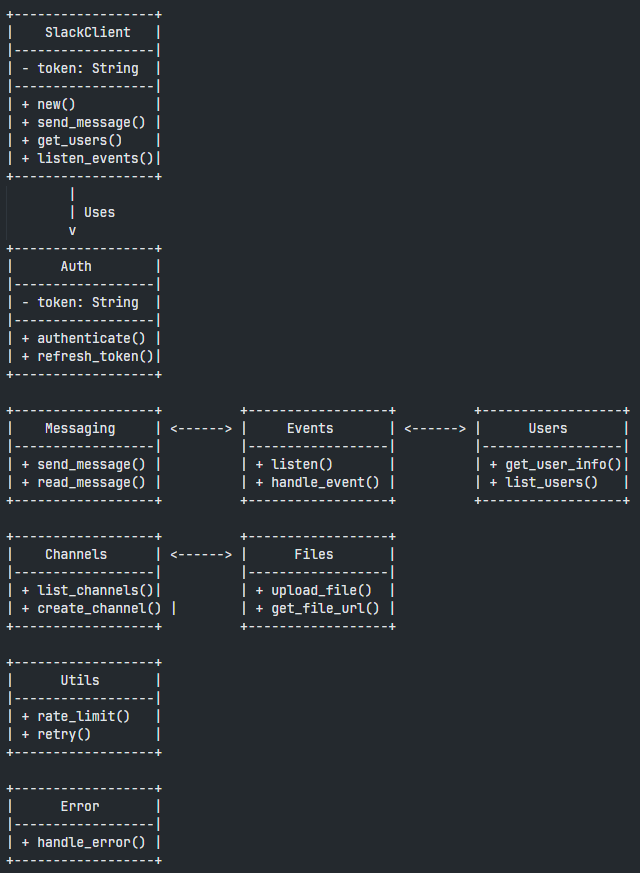 +------------------+
|    SlackClient   |
|------------------|
| - token: String  |
|------------------|
| + new()          |
| + send_message() |
| + get_users()    |
| + listen_events()|
+------------------+
        |
        | Uses
        v
+------------------+
|      Auth        |
|------------------|
| - token: String  |
|------------------|
| + authenticate() |
| + refresh_token()|
+------------------+

+------------------+          +------------------+          +------------------+
|    Messaging     | <------> |     Events       | <------> |      Users       |
|------------------|          |------------------|          |------------------|
| + send_message() |          | + listen()       |          | + get_user_info()|
| + read_message() |          | + handle_event() |          | + list_users()   |
+------------------+          +------------------+          +------------------+

+------------------+          +------------------+
|    Channels      | <------> |      Files       |
|------------------|          |------------------|
| + list_channels()|          | + upload_file()  |
| + create_channel() |        | + get_file_url() |
+------------------+          +------------------+

+------------------+
|      Utils       |
|------------------|
| + rate_limit()   |
| + retry()        |
+------------------+

+------------------+
|      Error       |
|------------------|
| + handle_error() |
+------------------+